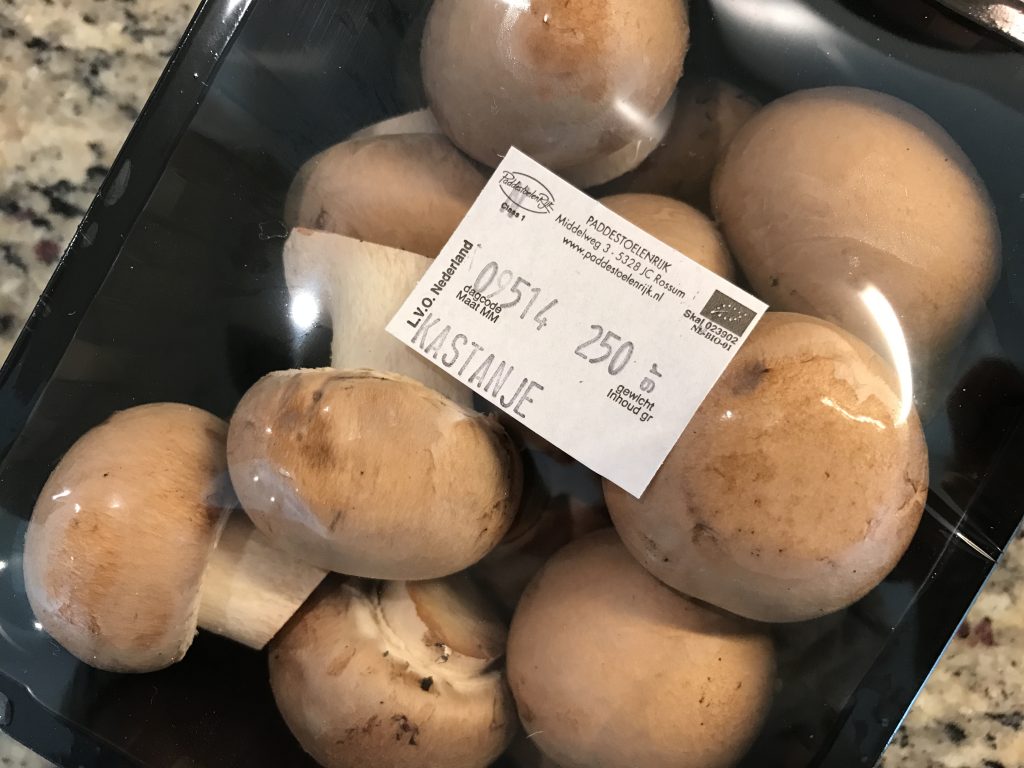 PaddestoelenRijk
Class 1
PADDESTOELENRIJK
Middelweg 3 . 5328 JC Rossum
www.paddestoelenrijk.nl
L.V.O. Nederland
09514
dagcode
Maat MM
250 gr
gewicht
Inhoud gr
Skal 023902
NL-BIO-01
KASTANJE